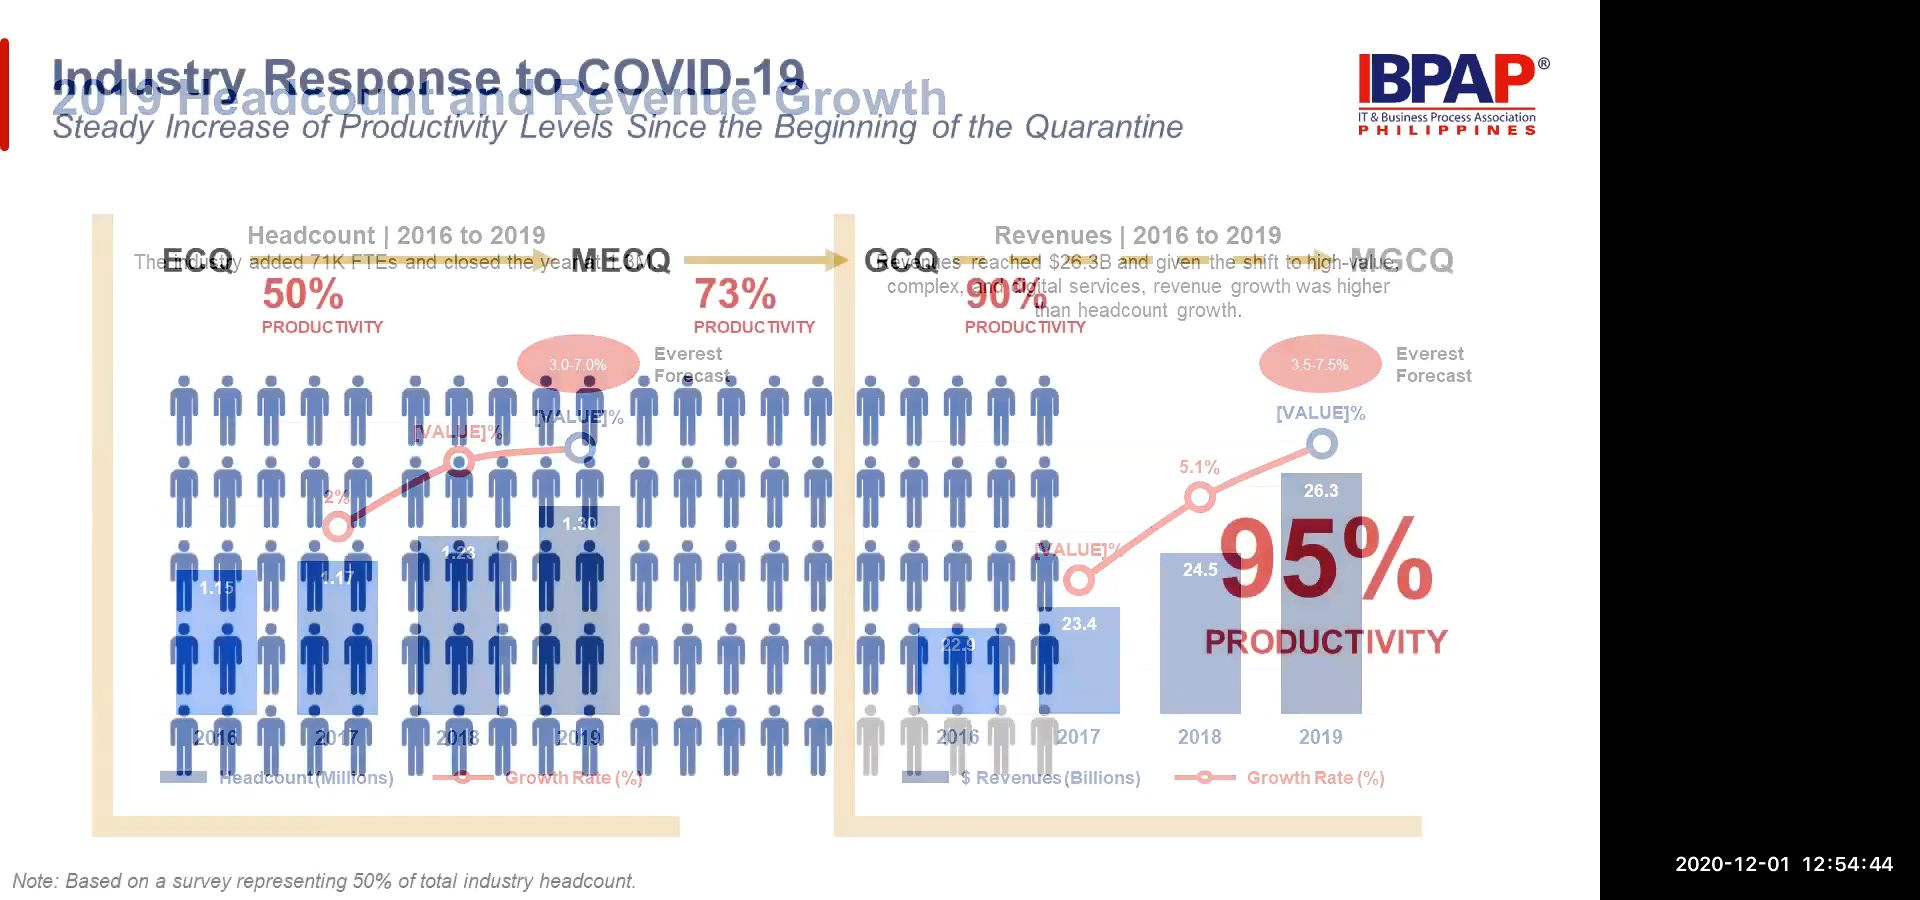 Industry Response to COVID-19
2019 Headcount and Revenue Growth
Steady Increase of Productivity Levels Since the Beginning of the Quarantine
IBPAP®
IT & Business Process Association
PHILIPPINES
Headcount | 2016 to 2019
The industry added 71K FTEs and closed the year at 1.3M.
ECQ
MECQ
GCQ
MGCQ
50%
PRODUCTIVITY
73%
PRODUCTIVITY
90%
PRODUCTIVITY
3.0-7.0%
Everest
Forecast
[VALUE]%
[VALUE]%
2%
1.15
1.17
1.23
1.30
2016
2017
2018
2019
Headcount (Millions)
Growth Rate (%)
Revenues | 2016 to 2019
Revenues reached $26.3B and given the shift to high-value,
complex, and digital services, revenue growth was higher
than headcount growth.
3.5-7.5%
Everest
Forecast
[VALUE]%
5.1%
[VALUE]%
22.9
23.4
24.5
26.3
95%
PRODUCTIVITY
2016
2017
2018
2019
$ Revenues (Billions)
Growth Rate (%)
Note: Based on a survey representing 50% of total industry headcount.
2020-12-01 12:54:44